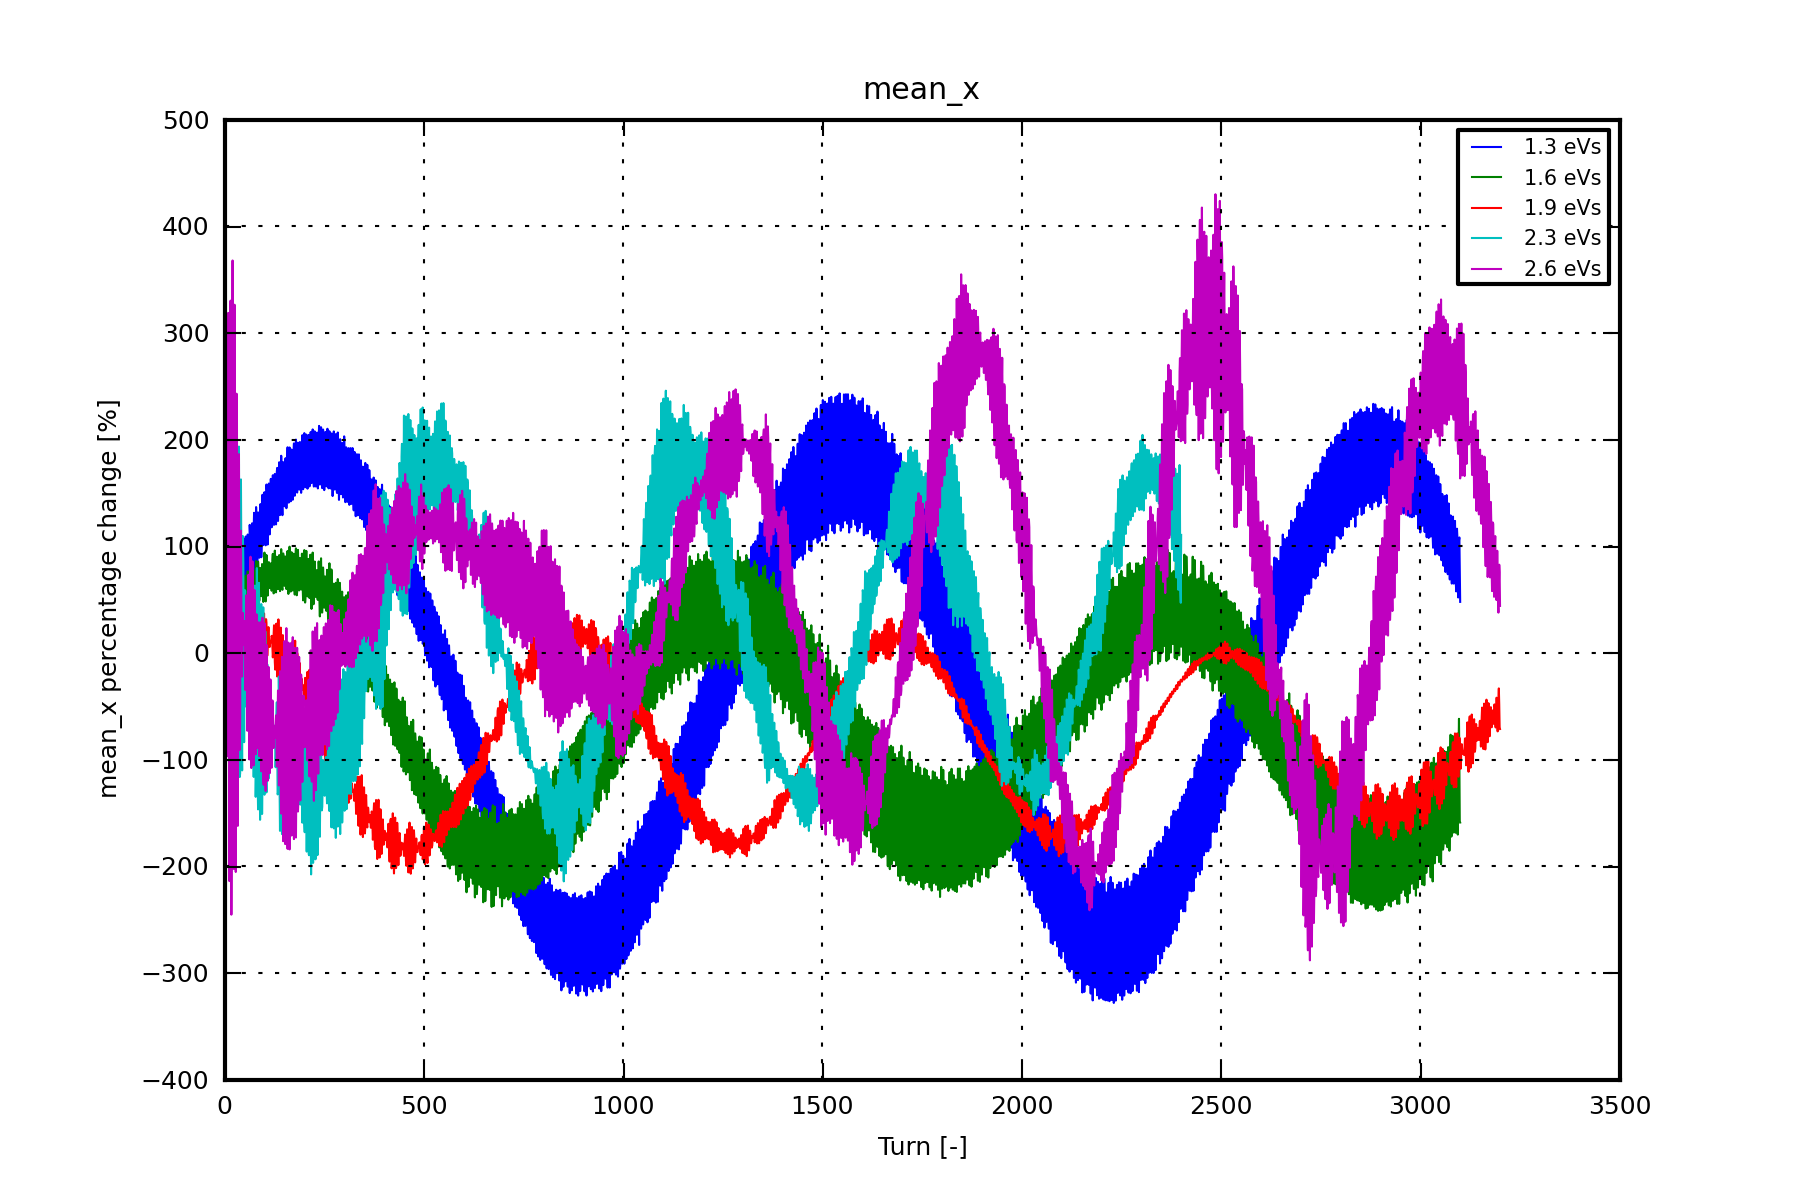 mean_x
500
400
300
200
100
0
−100
−200
−300
−400
mean_x percentage change [%]
1.3 eVs
1.6 eVs
1.9 eVs
2.3 eVs
2.6 eVs
0 500 1000 1500 2000 2500 3000 3500
Turn [-]